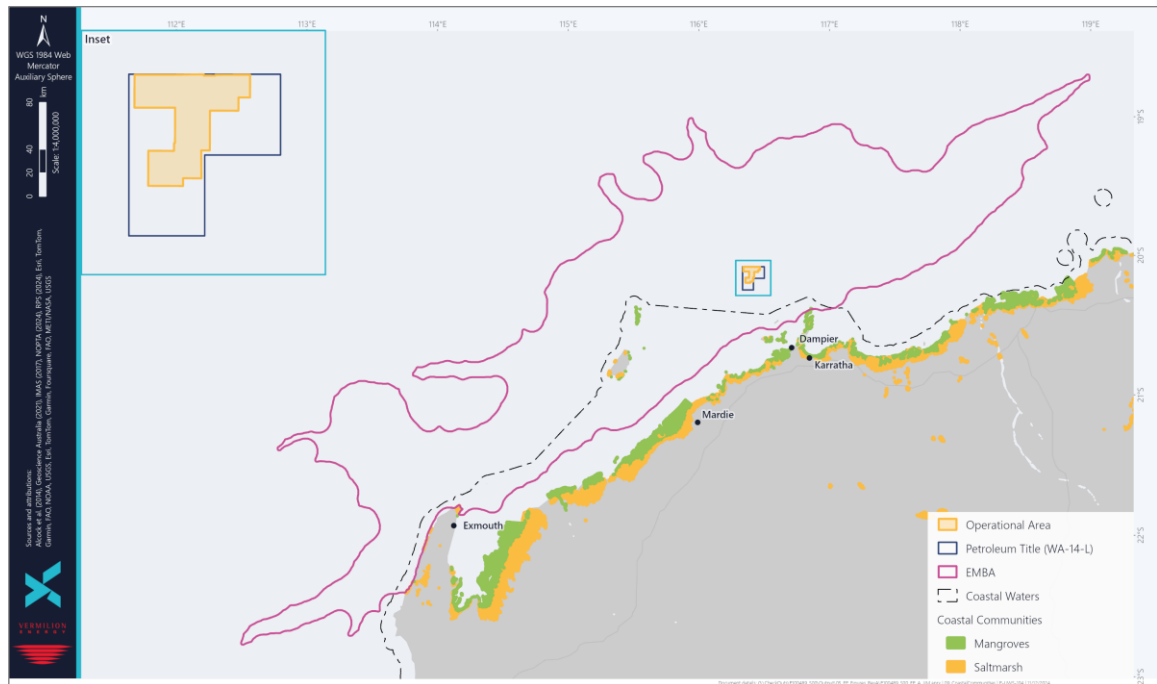 N
WGS 1984 Web
Mercator
Auxiliary Sphere
km
80
40
20
0
Scale: 1:4,000,000
Sources and attributions:
Alcock et al. (2014), Geoscience Australia (2021), IMAS (2017), NOPTA (2024), RPS (2024), Esri, TomTom,
Garmin, FAO, NOAA, USGS, Esri, TomTom, Garmin, Foursquare, FAO, METI/NASA, USGS
VERMILION
ENERGY
Inset
112°E
113°E
114°E
115°E
116°E
117°E
118°E
119°E
19°S
20°S
21°S
22°S
23°S
Dampier
Karratha
Mardie
Exmouth
Operational Area
Petroleum Title (WA-14-L)
EMBA
Coastal Waters
Coastal Communities
Mangroves
Saltmarsh